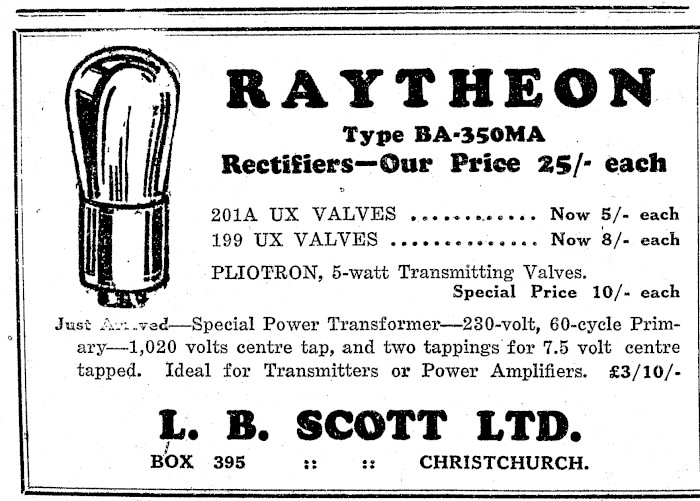 RAYTHEON
Type BA-350MA
Rectifiers—Our Price 25/- each
201A UX VALVES ............ Now 5/- each
199 UX VALVES .............. Now 8/- each
PLIOTRON, 5-watt Transmitting Valves.
Special Price 10/- each
Just —Special Power Transformer—230-volt, 60-cycle Prim-
ary—1,020 volts centre tap, and two tappings for 7.5 volt centre
tapped. Ideal for Transmitters or Power Amplifiers. £3/10/-
L. B. SCOTT LTD.
BOX 395 :: :: CHRISTCHURCH.